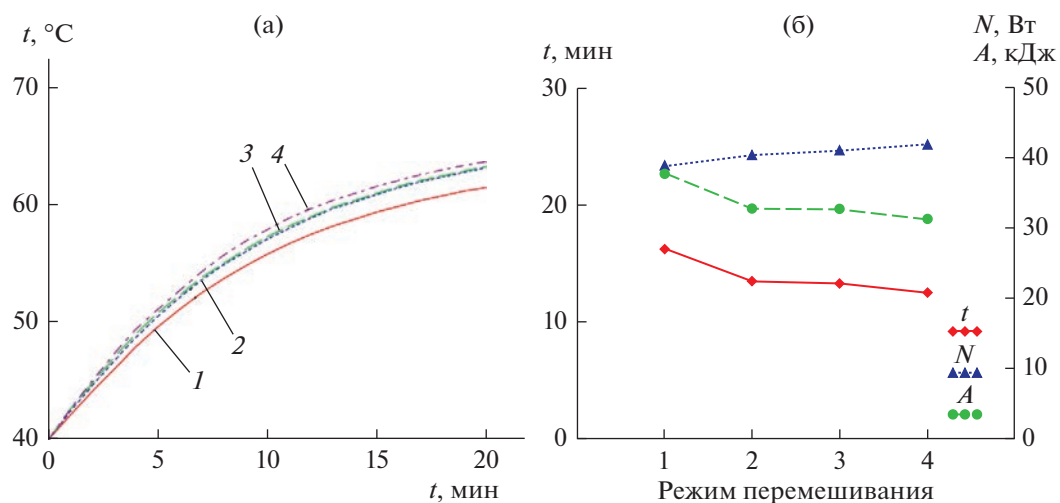 (а)
t, °C
70
60
50
40
0 5 10 15 20
t, мин
1
2
3
4
(б)
t, мин
N, Вт
A, кДж
30
20
10
0
50
40
30
20
10
0
t
N
A
1 2 3 4
Режим перемешивания